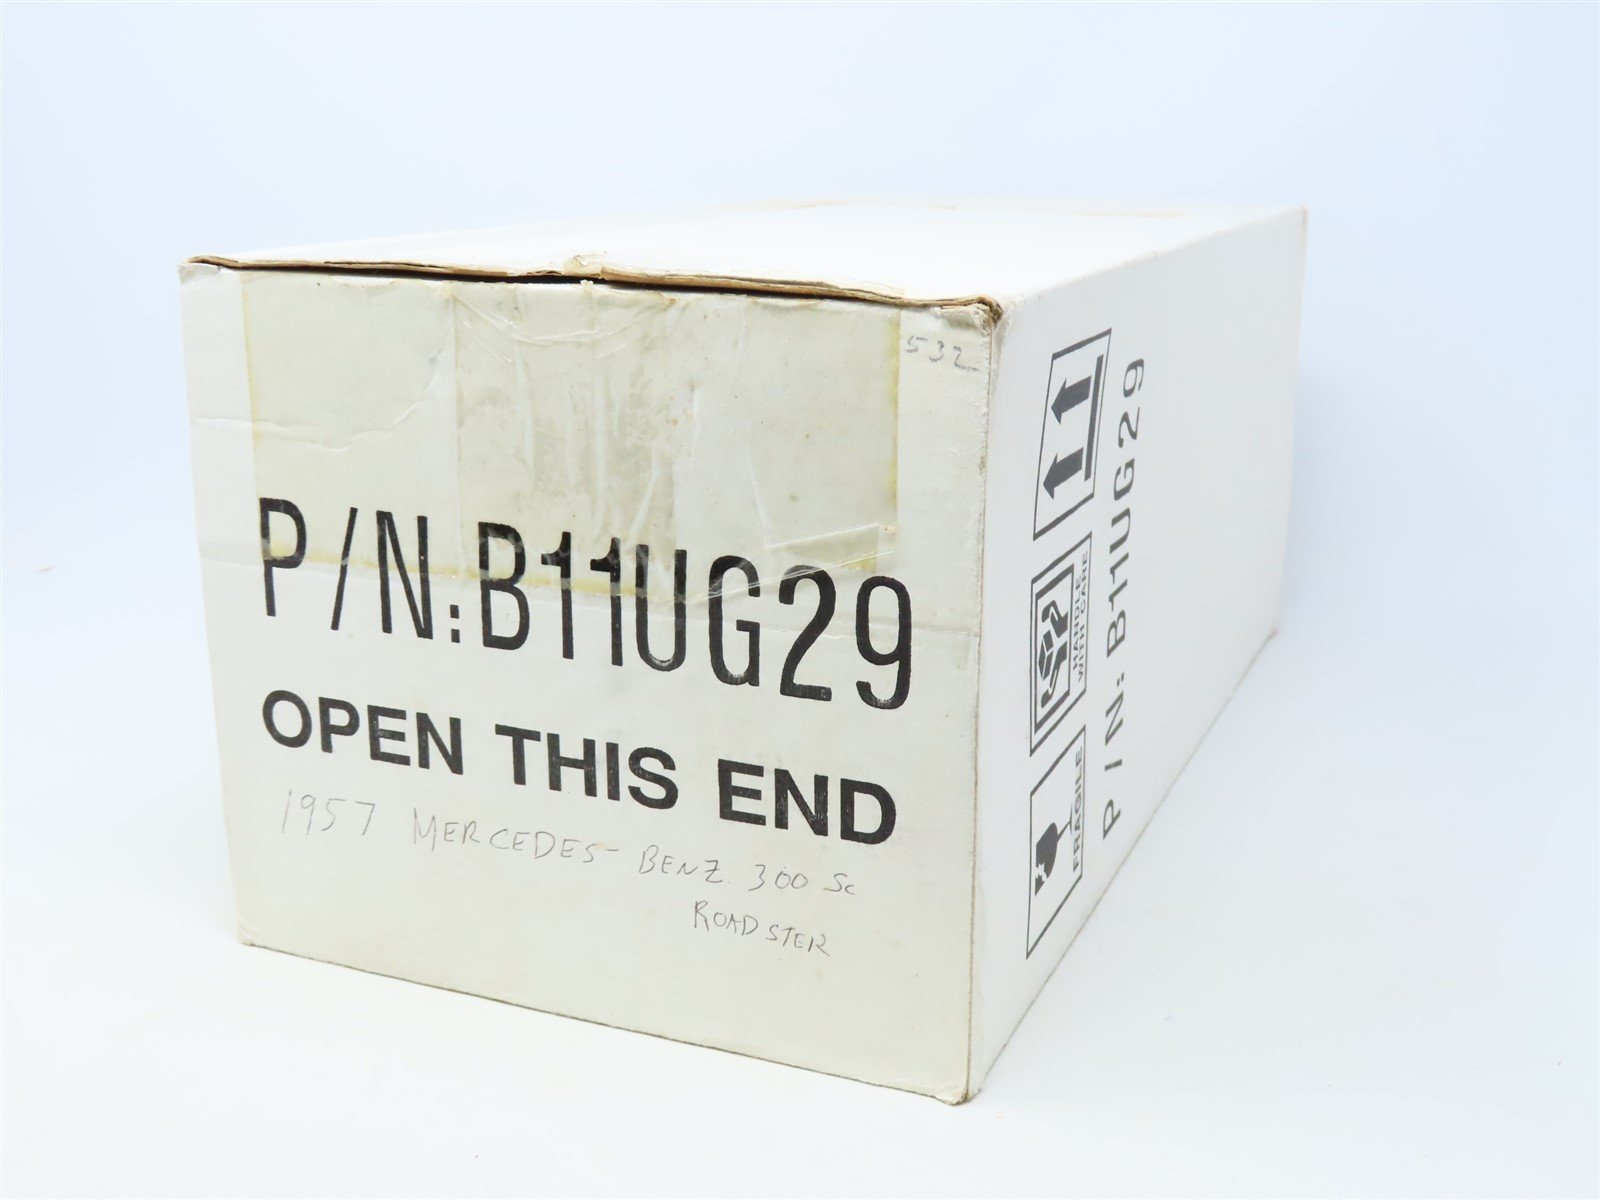 532
P/N:B11UG29
OPEN THIS END
1957 MERCEDES-BENZ 300 Sc
ROADSTER
HANDLE
WITH CARE
FRAGILE
P/N: B11UG29